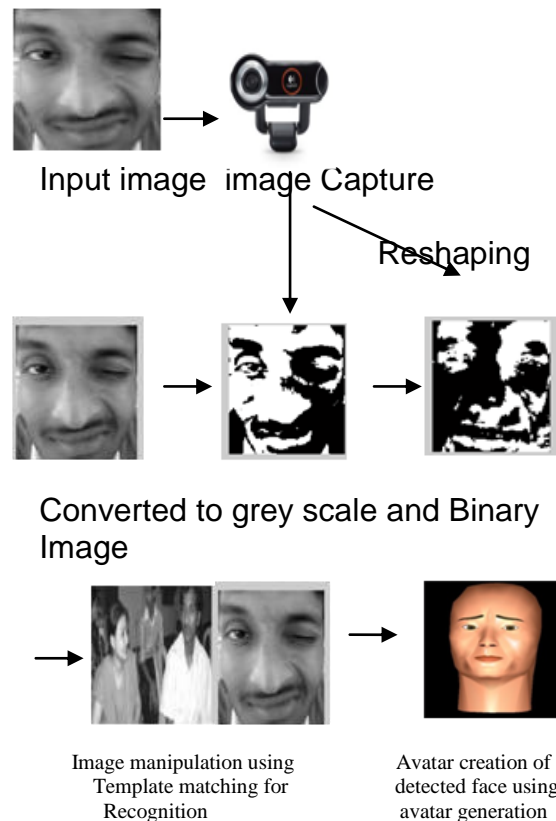 Input image image Capture
Reshaping
Converted to grey scale and Binary
Image
Image manipulation using
Template matching for
Recognition
Avatar creation of
detected face using
avatar generation